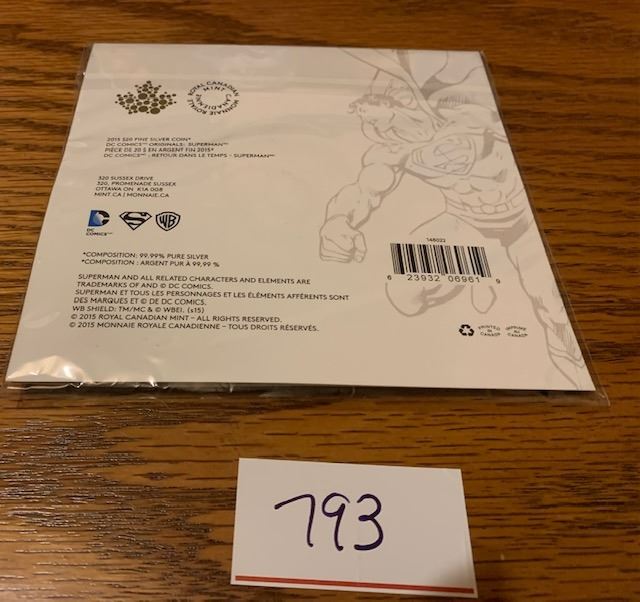 ROYAL CANADIAN MINT
MONNAIE ROYALE CANADIENNE
2015 $20 FINE SILVER COIN*
DC COMICS™ ORIGINALS: SUPERMAN™
PIÈCE DE 20 $ EN ARGENT FIN 2015*
DC COMICS™ : RETOUR DANS LE TEMPS - SUPERMAN™
320 SUSSEX DRIVE
320, PROMENADE SUSSEX
OTTAWA ON K1A 0G8
MINT.CA | MONNAIE.CA
DC
COMICS™
S
WB
*COMPOSITION: 99.99% PURE SILVER
*COMPOSITION : ARGENT PUR À 99,99 %
SUPERMAN AND ALL RELATED CHARACTERS AND ELEMENTS ARE
TRADEMARKS OF AND © DC COMICS.
SUPERMAN ET TOUS LES PERSONNAGES ET LES ÉLÉMENTS AFFÉRENTS SONT
DES MARQUES ET © DE DC COMICS.
WB SHIELD: TM/MC & © WBEI. (s15)
© 2015 ROYAL CANADIAN MINT – ALL RIGHTS RESERVED.
© 2015 MONNAIE ROYALE CANADIENNE – TOUS DROITS RÉSERVÉS.
146022
6 23932 06961 9
PRINTED IN CANADA
IMPRIMÉ AU CANADA
793